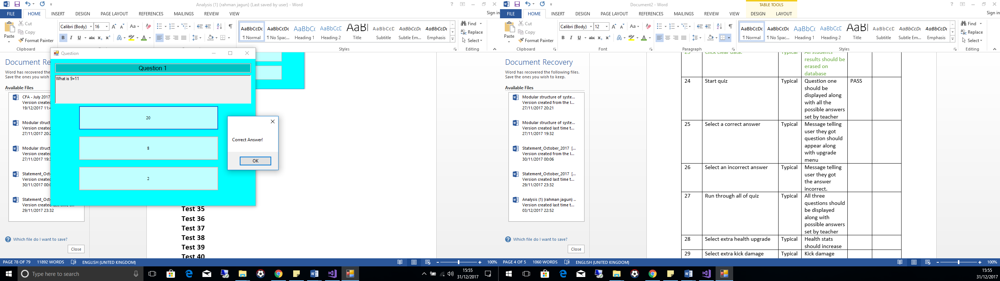 Analysis (1) (rahman jagun) (Last saved by user) - Word
FILE HOME INSERT DESIGN PAGE LAYOUT REFERENCES MAILINGS REVIEW VIEW Sign in
Paste
Cut
Copy
Format Painter
Clipboard
Calibri (Body) 16
AaBbCcDc AaBbCcDc AaBbCc AaBbCcD AaBl AaBbCcD AaBbCcDc AaBbCcDc
¶ Normal ¶ No Spac... Heading 1 Heading 2 Title Subtitle Subtle Em... Emphasis
Styles
Find
Replace
Select
Editing
Document Re
Word has recovered the
Save the ones you wish
Available Files
CFA - July 2017
Version created
19/12/2017 11:4
Modular struct
Version created
27/11/2017 20:2
Modular struct
Version created
27/11/2017 19:3
Statement_Oct
Version created
30/11/2017 00:0
Statement_Oct
Version created last time t...
29/11/2017 23:32
Which file do I want to save?
Close
Question
Question 1
What is 9+11
20
8
2
Correct Answer!
OK
Test 35
Test 36
Test 37
Test 38
Test 39
Test 40
PAGE 78 OF 79 11892 WORDS ENGLISH (UNITED KINGDOM) 100%
Type here to search
15:55
31/12/2017
Document2 - Word
TABLE TOOLS
FILE HOME INSERT DESIGN PAGE LAYOUT REFERENCES MAILINGS REVIEW VIEW DESIGN LAYOUT Sign in
Paste
Cut
Copy
Format Painter
Clipboard
Calibri (Body) 12
Font
Paragraph
AaBbCcDc AaBbCcDc AaBbCc AaBbCcD AaBl AaBbCcD AaBbCcDc AaBbCcDc
¶ Normal ¶ No Spac... Heading 1 Heading 2 Title Subtitle Subtle Em... Emphasis
Styles
Find
Replace
Select
Editing
Document Recovery
Word has recovered the following files.
Save the ones you wish to keep.
Available Files
Modular structure of syste...
Version created from the l...
27/11/2017 20:21
Modular structure of syste...
Version created last time t...
27/11/2017 19:32
Statement_October_2017 [...
Version created from the l...
30/11/2017 00:06
Statement_October_2017 [...
Version created last time t...
29/11/2017 23:32
Analysis (1) (rahman jagun) ..
Version created last time t...
03/12/2017 22:52
Which file do I want to save?
Close
23 Click clear data. Typical All students
results should be
erased on
database
24 Start quiz Typical Question one PASS
should be
displayed along
with all the
possible answers
set by teacher
25 Select a correct answer Typical Message telling
user they got
question should
appear along
with upgrade
menu
26 Select an incorrect answer Typical Message telling
user they got
the answer
incorrect.
27 Run through all of quiz Typical All three
questions should
be displayed
along with
possible answers
set by teacher
28 Select extra health upgrade Typical Health stats
should increase
29 Select extra kick damage Typical Kick damage
PAGE 4 OF 5 1060 WORDS ENGLISH (UNITED KINGDOM) 100%
15:55
31/12/2017